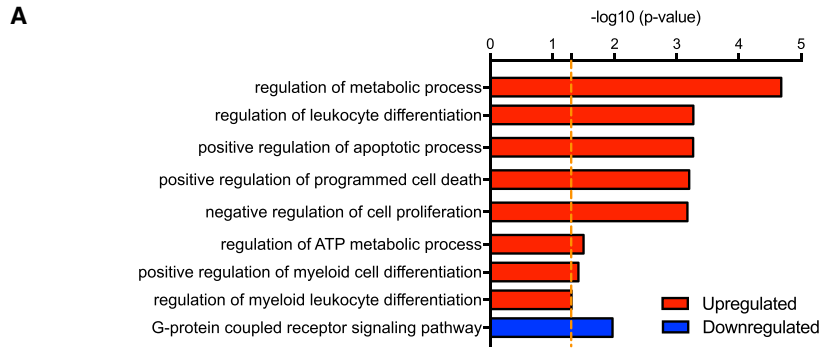 A
-log10 (p-value)
0 1 2 3 4 5
regulation of metabolic process
regulation of leukocyte differentiation
positive regulation of apoptotic process
positive regulation of programmed cell death
negative regulation of cell proliferation
regulation of ATP metabolic process
positive regulation of myeloid cell differentiation
regulation of myeloid leukocyte differentiation
G-protein coupled receptor signaling pathway
Upregulated
Downregulated